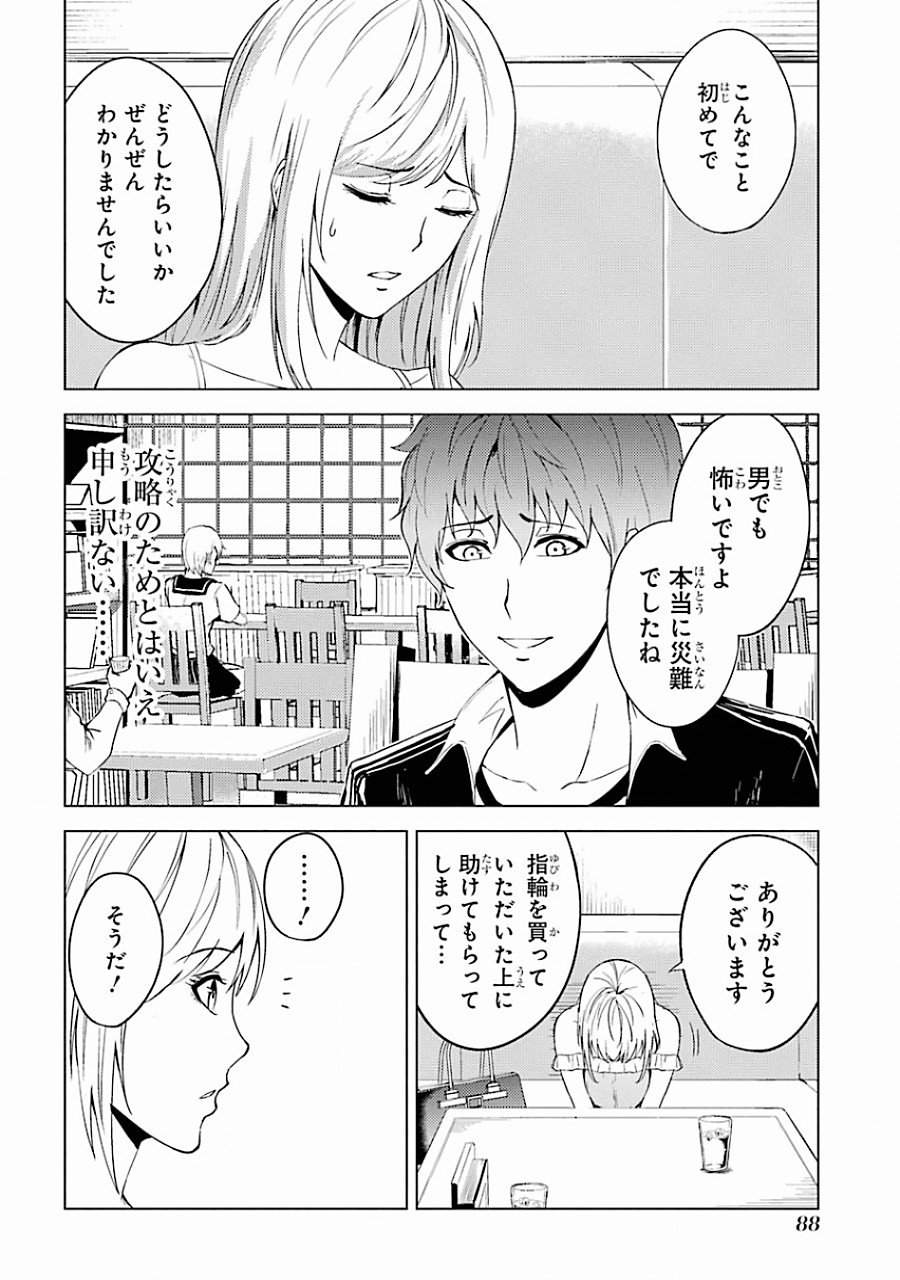 こんなこと
初めてで
どうしたらいいか
ぜんぜん
わかりませんでした
男でも
怖いですよ
本当に災難
でしたね
攻略のためとはいえ
申し訳ない……
ありがとう
ございます
指輪を買って
いただいた上に
助けてもらって
しまって…
……！
そうだ！
88